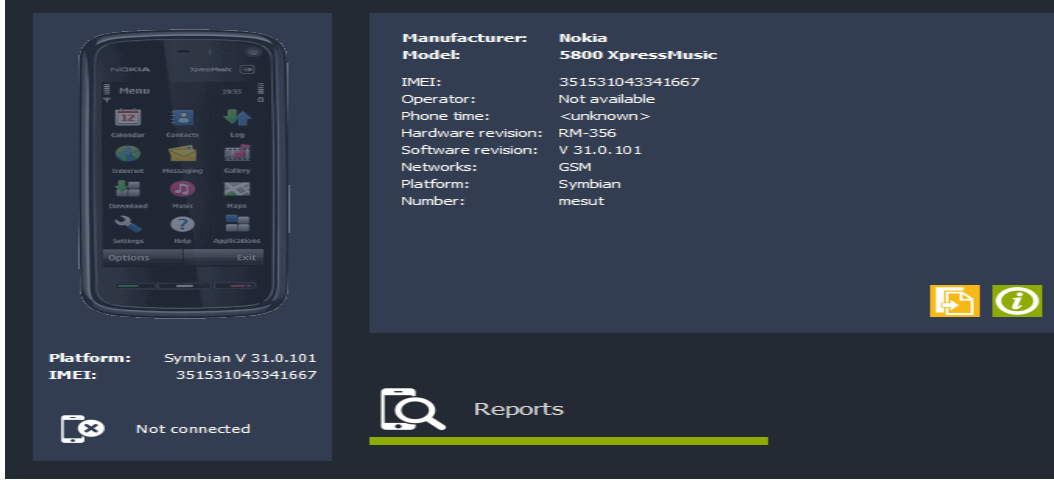 NOKIA XpressMusic
Menu
Calendar Contacts Log
Internet Messaging Gallery
Download Music Maps
Settings Help Applications
Options Exit
Platform: Symbian V 31.0.101
IMEI: 351531043341667
Not connected
Manufacturer: Nokia
Model: 5800 XpressMusic
IMEI: 351531043341667
Operator: Not available
Phone time: <unknown>
Hardware revision: RM-356
Software revision: V 31.0.101
Networks: GSM
Platform: Symbian
Number: mesut
Reports